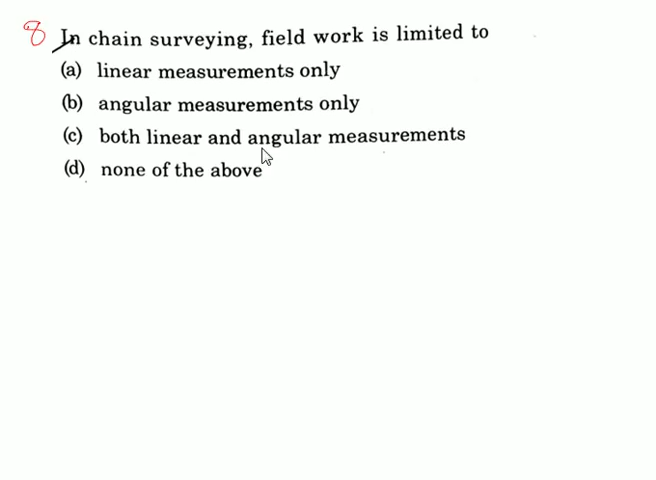 8 In chain surveying, field work is limited to
(a) linear measurements only
(b) angular measurements only
(c) both linear and angular measurements
(d) none of the above